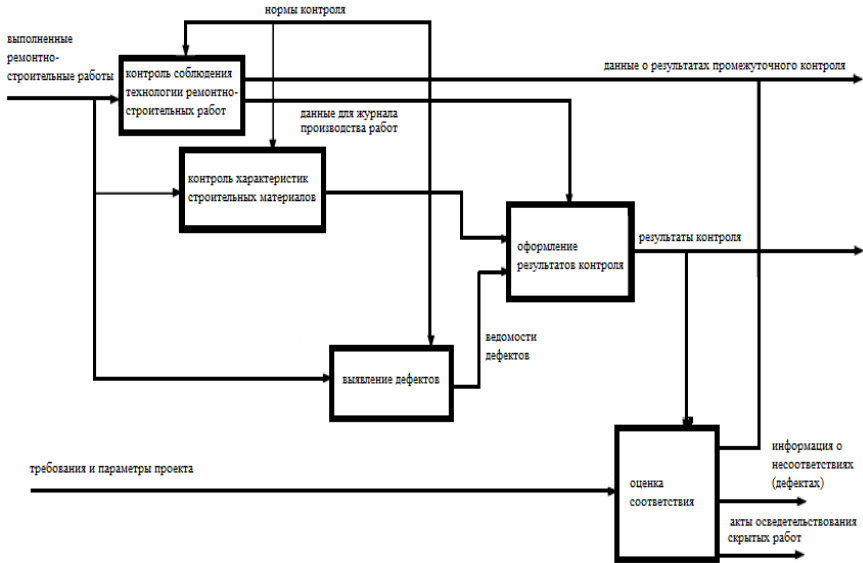 нормы контроля
выполненные
ремонтно-
строительные работы
контроль соблюдения
технологии ремонтно-
строительных работ
данные о результатах промежуточного контроля
данные для журнала
производства работ
контроль характеристик
строительных материалов
оформление
результатов контроля
результаты контроля
ведомости
дефектов
выявление дефектов
требования и параметры проекта
оценка
соответствия
информация о
несоответствиях
(дефектах)
акты осведетельствования
скрытых работ